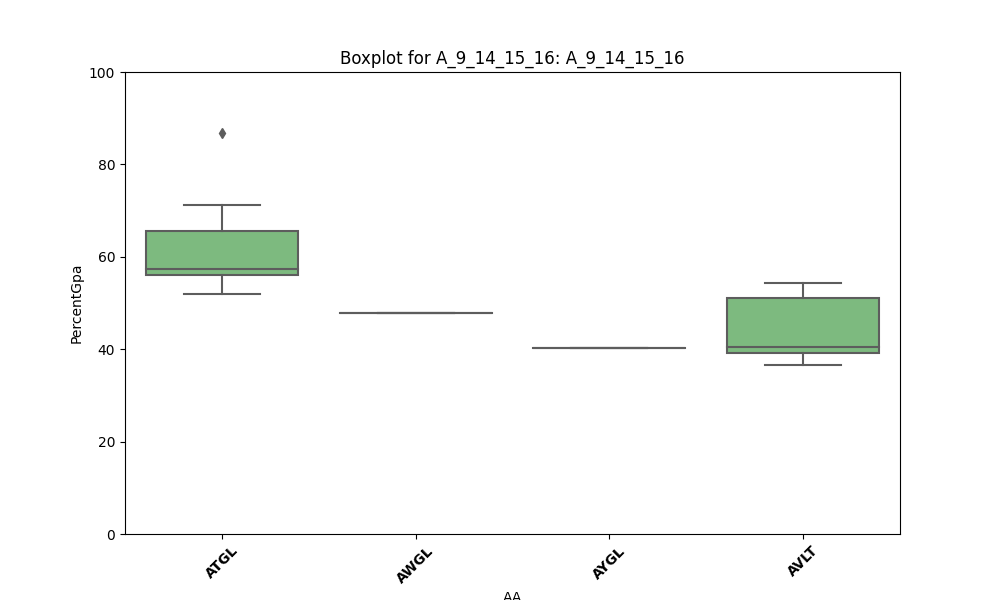 Boxplot for A_9_14_15_16: A_9_14_15_16
100
80
60
40
20
0
PercentGpa
ATGL
AWGL
AYGL
AVLT
AA